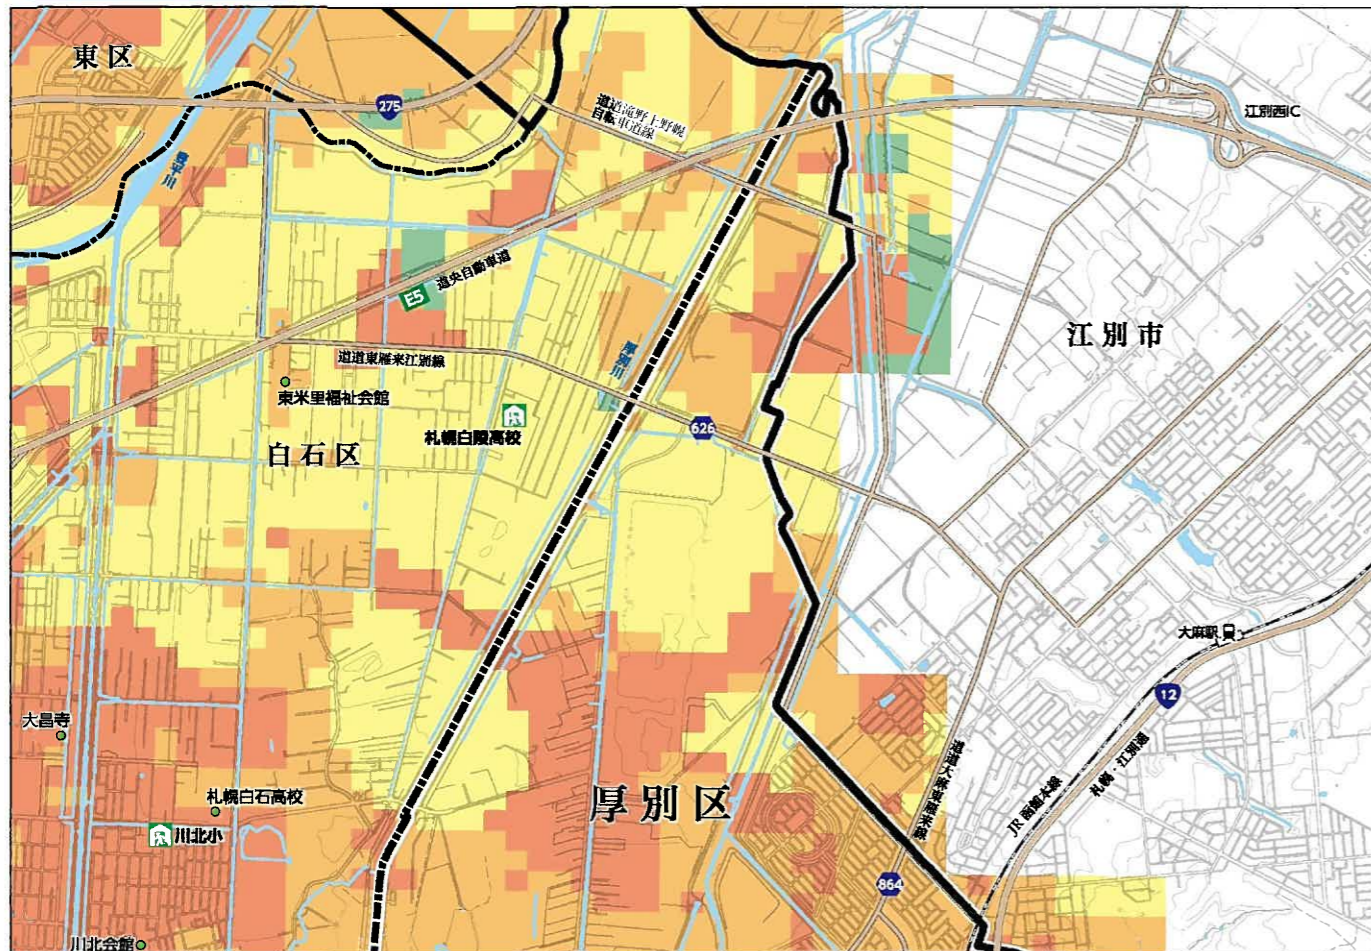 東区
275
道道滝野上野幌
自転車道線
江別西IC
豊平川
道央自動車道
E5
江別市
道道東雁来江別線
厚別川
東米里福祉会館
札幌白陵高校
626
白石区
大麻駅
12
大昌寺
道道大麻東雁来線
JR函館本線
札幌・江別通
札幌白石高校
厚別区
川北小
864
川北会館